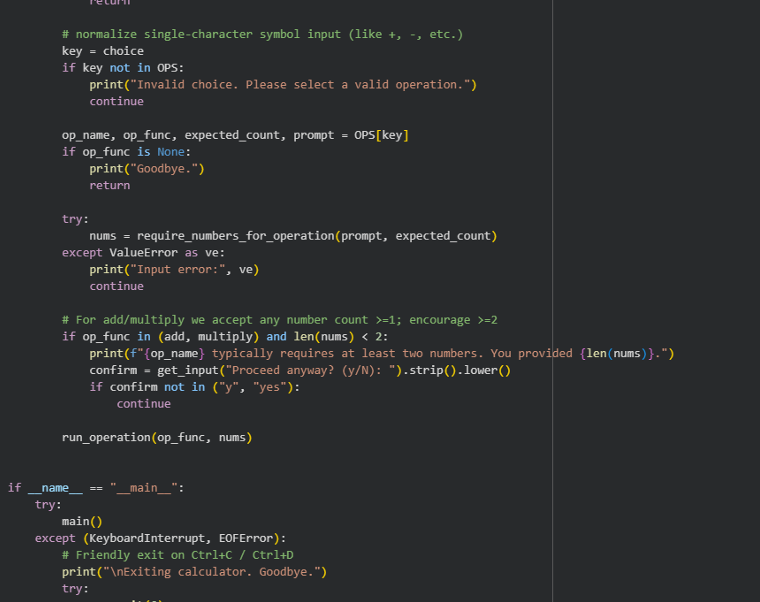 return

        # normalize single-character symbol input (like +, -, etc.)
        key = choice
        if key not in OPS:
            print("Invalid choice. Please select a valid operation.")
            continue

        op_name, op_func, expected_count, prompt = OPS[key]
        if op_func is None:
            print("Goodbye.")
            return

        try:
            nums = require_numbers_for_operation(prompt, expected_count)
        except ValueError as ve:
            print("Input error:", ve)
            continue

        # For add/multiply we accept any number count >=1; encourage >=2
        if op_func in (add, multiply) and len(nums) < 2:
            print(f"{op_name} typically requires at least two numbers. You provided {len(nums)}.")
            confirm = get_input("Proceed anyway? (y/N): ").strip().lower()
            if confirm not in ("y", "yes"):
                continue

        run_operation(op_func, nums)


if __name__ == "__main__":
    try:
        main()
    except (KeyboardInterrupt, EOFError):
        # Friendly exit on Ctrl+C / Ctrl+D
        print("\nExiting calculator. Goodbye.")
        try: